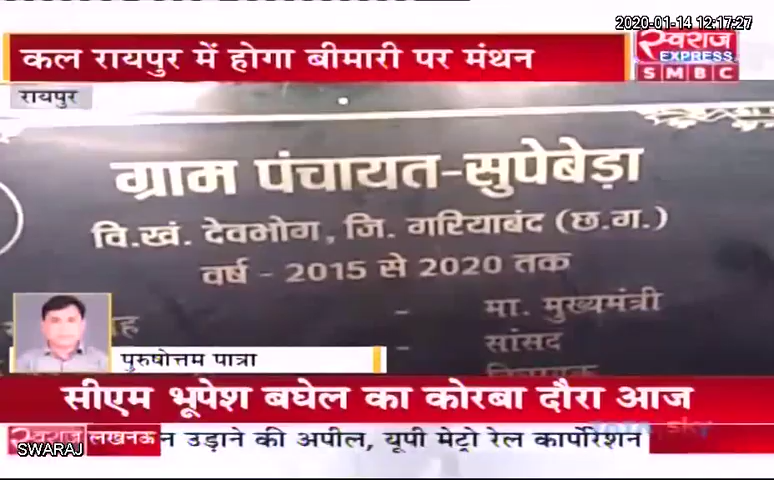 2020-01-14 12:17:27
कल रायपुर में होगा बीमारी पर मंथन
स्वराज
EXPRESS
SMBC
रायपुर
ग्राम पंचायत-सुपेबेड़ा
वि.खं. देवभोग, जि. गरियाबंद (छ.ग.)
वर्ष - 2015 से 2020 तक
- मा. मुख्यमंत्री
- सांसद
पुरुषोत्तम पात्रा
सीएम भूपेश बघेल का कोरबा दौरा आज
स्वराज लखनऊ न उड़ाने की अपील, यूपी मेट्रो रेल कार्पोरेशन
SWARAJ